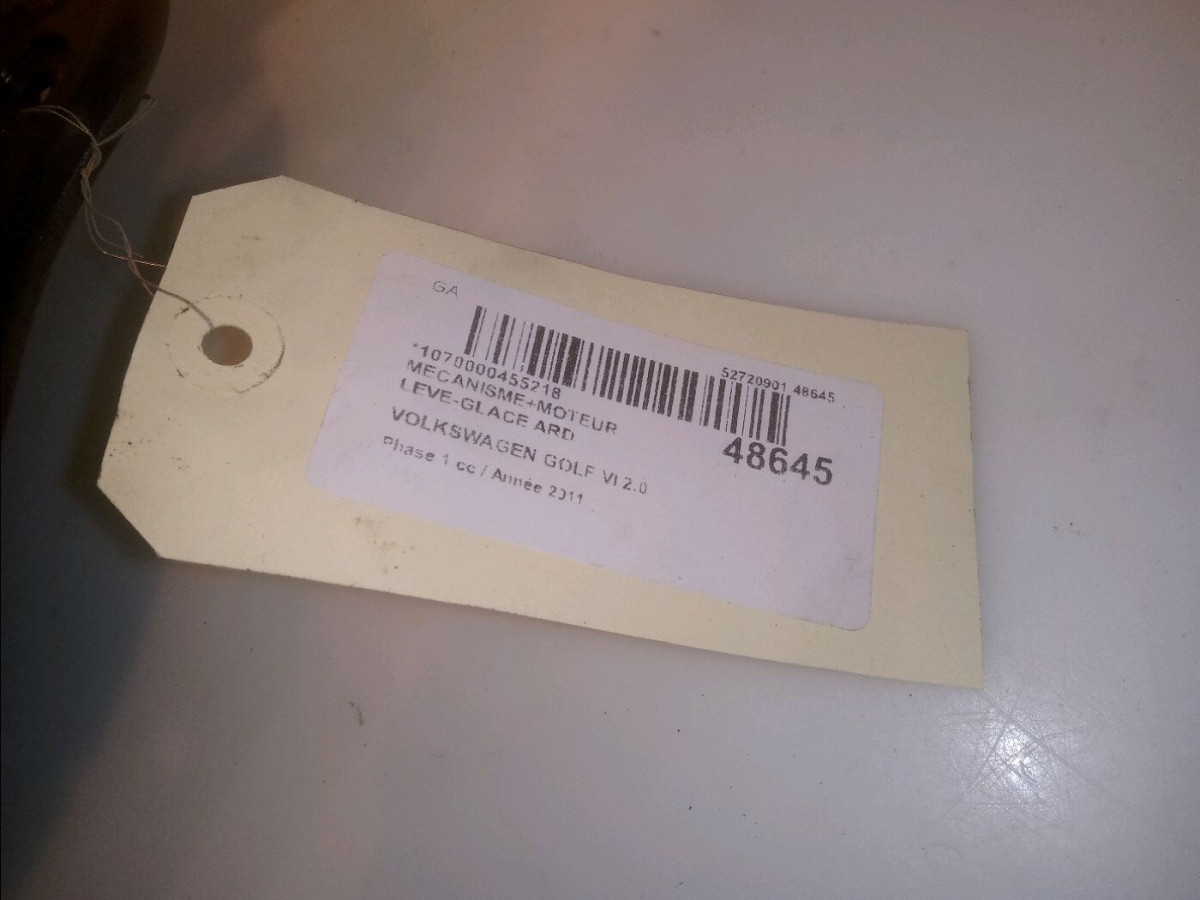 GA
52720901 48645
*1070000455218
MECANISME+MOTEUR
LEVE-GLACE ARD
48645
VOLKSWAGEN GOLF VI 2.0
Phase 1 cc / Année 2011